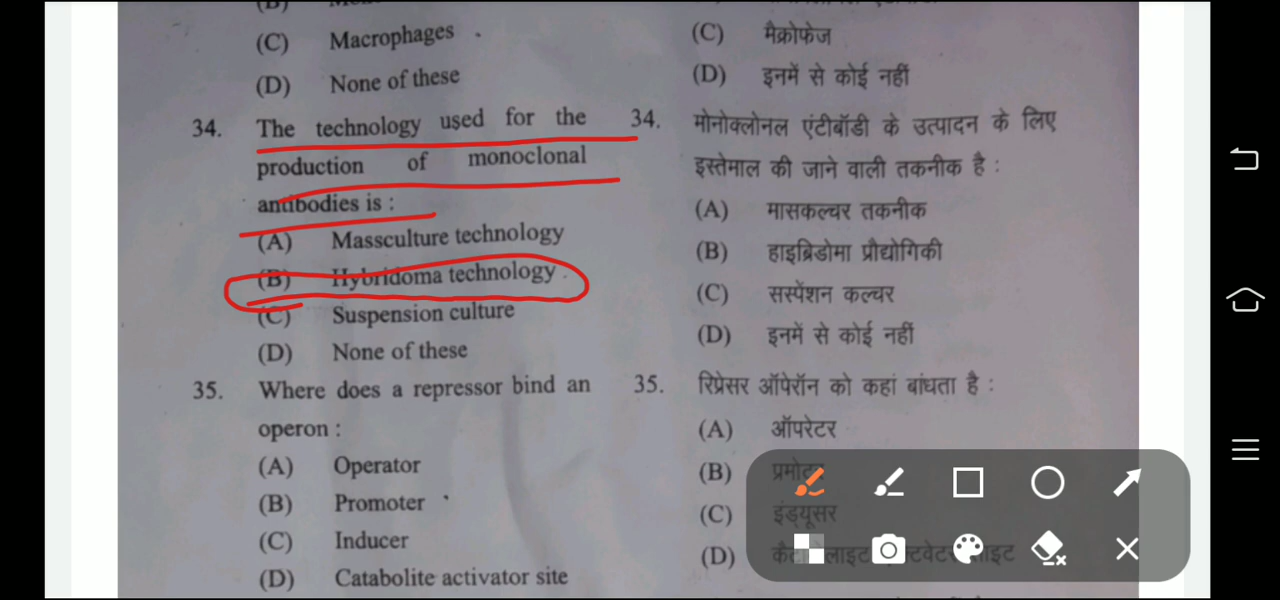 (C) Macrophages
(D) None of these
34. The technology used for the
production of monoclonal
antibodies is :
(A) Massculture technology
(B) Hybridoma technology
(C) Suspension culture
(D) None of these
35. Where does a repressor bind an
operon :
(A) Operator
(B) Promoter
(C) Inducer
(D) Catabolite activator site
(C) मैक्रोफेज
(D) इनमें से कोई नहीं
34. मोनोक्लोनल एंटीबॉडी के उत्पादन के लिए
इस्तेमाल की जाने वाली तकनीक है :
(A) मासकल्चर तकनीक
(B) हाइब्रिडोमा प्रौद्योगिकी
(C) सस्पेंशन कल्चर
(D) इनमें से कोई नहीं
35. रिप्रेसर ऑपेरॉन को कहां बांधता है :
(A) ऑपरेटर
(B)
(C) इंड्यूसर
(D)